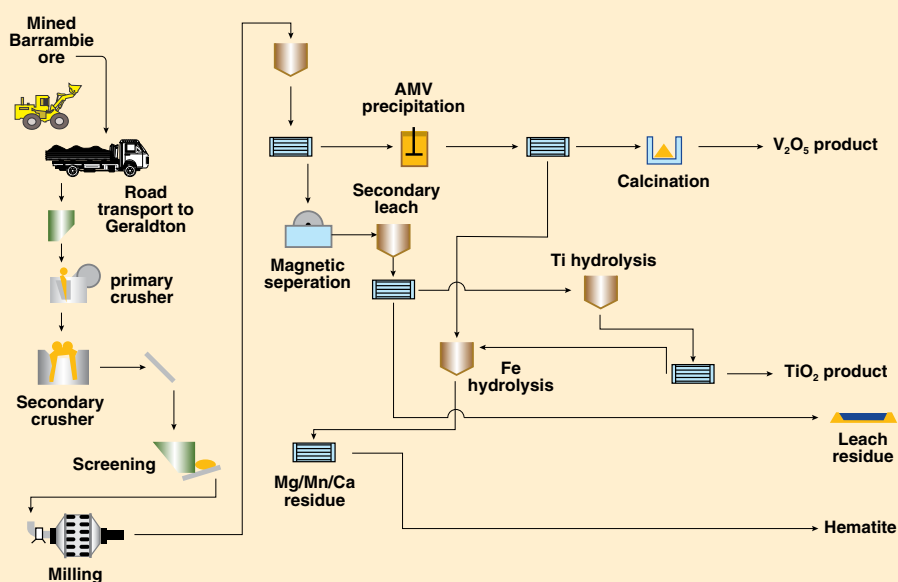 Mined
Barrambie
ore
Road
transport to
Geraldton
primary
crusher
Secondary
crusher
Screening
Milling
AMV
precipitation
Calcination
V₂O₅ product
Secondary
leach
Magnetic
seperation
Ti hydrolysis
Fe
hydrolysis
TiO₂ product
Leach
residue
Mg/Mn/Ca
residue
Hematite